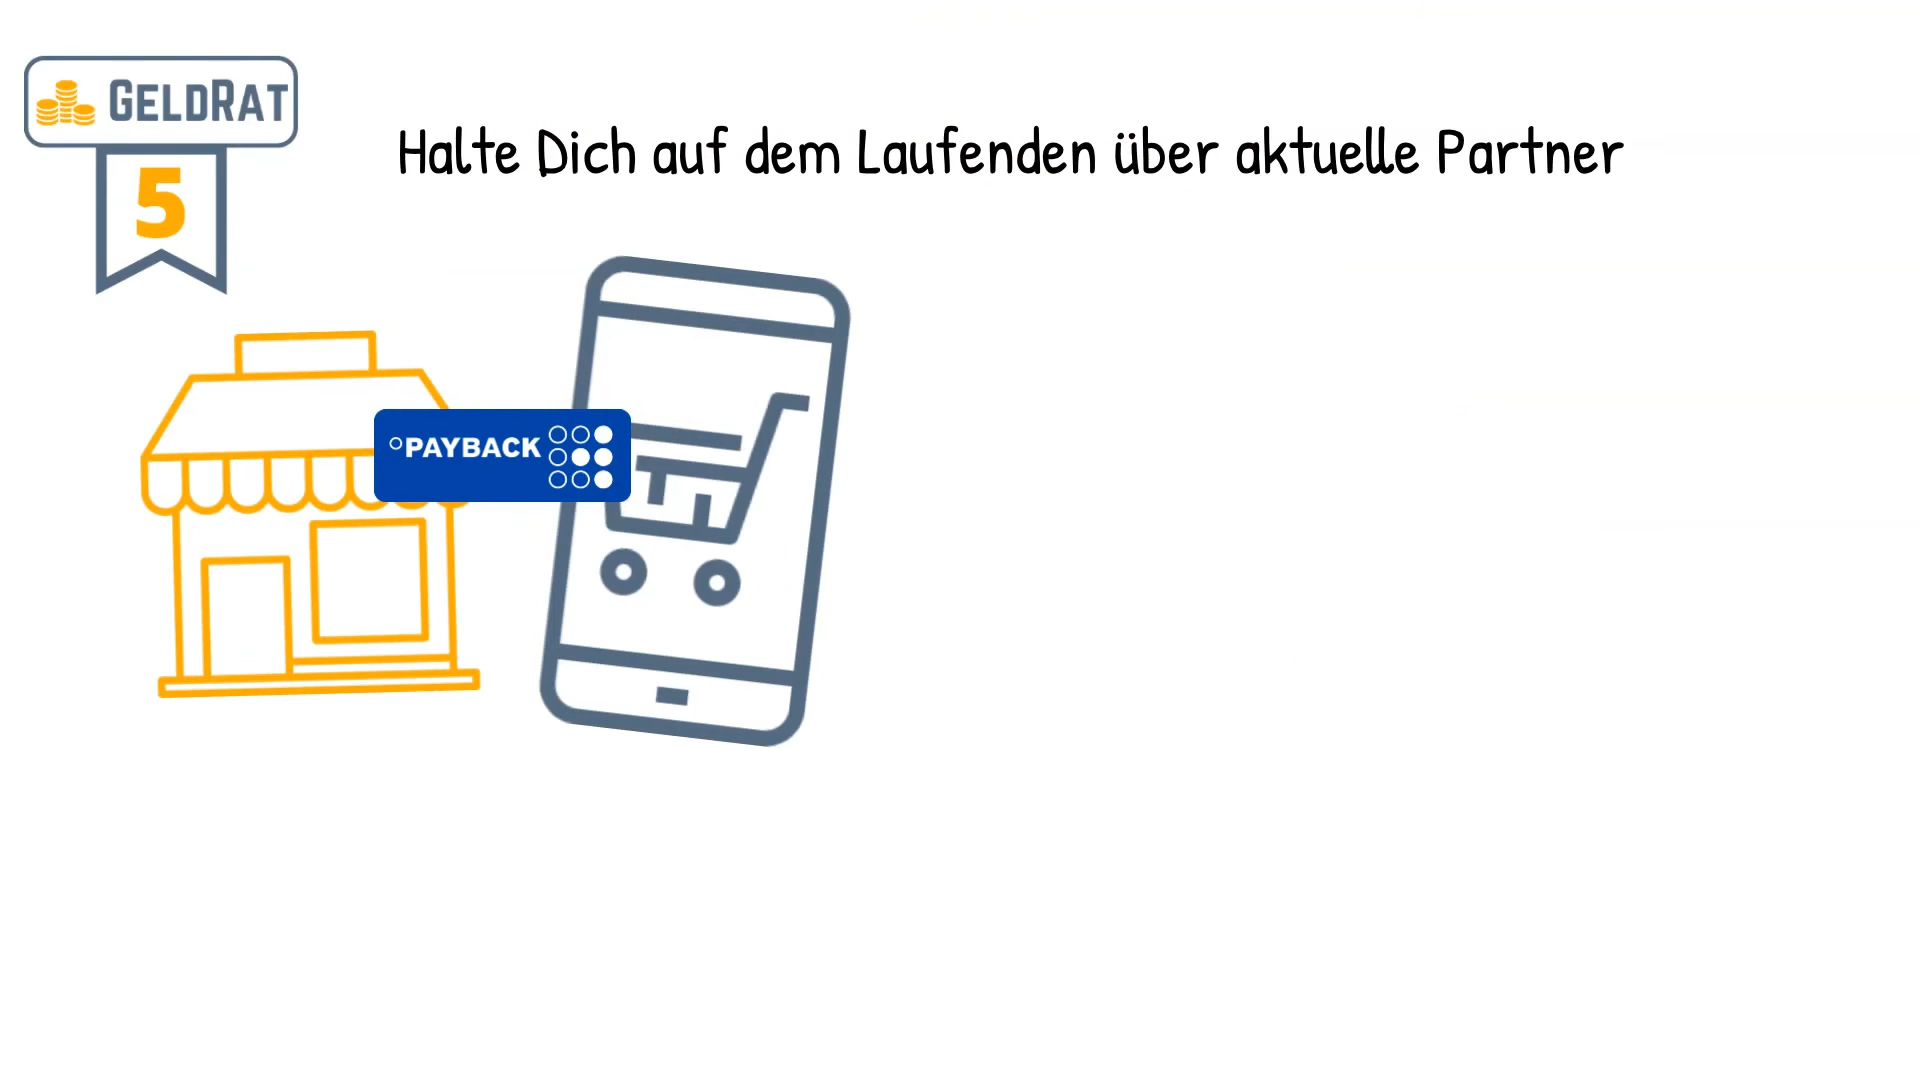 GELDRAT
5
Halte Dich auf dem Laufenden über aktuelle Partner
PAYBACK